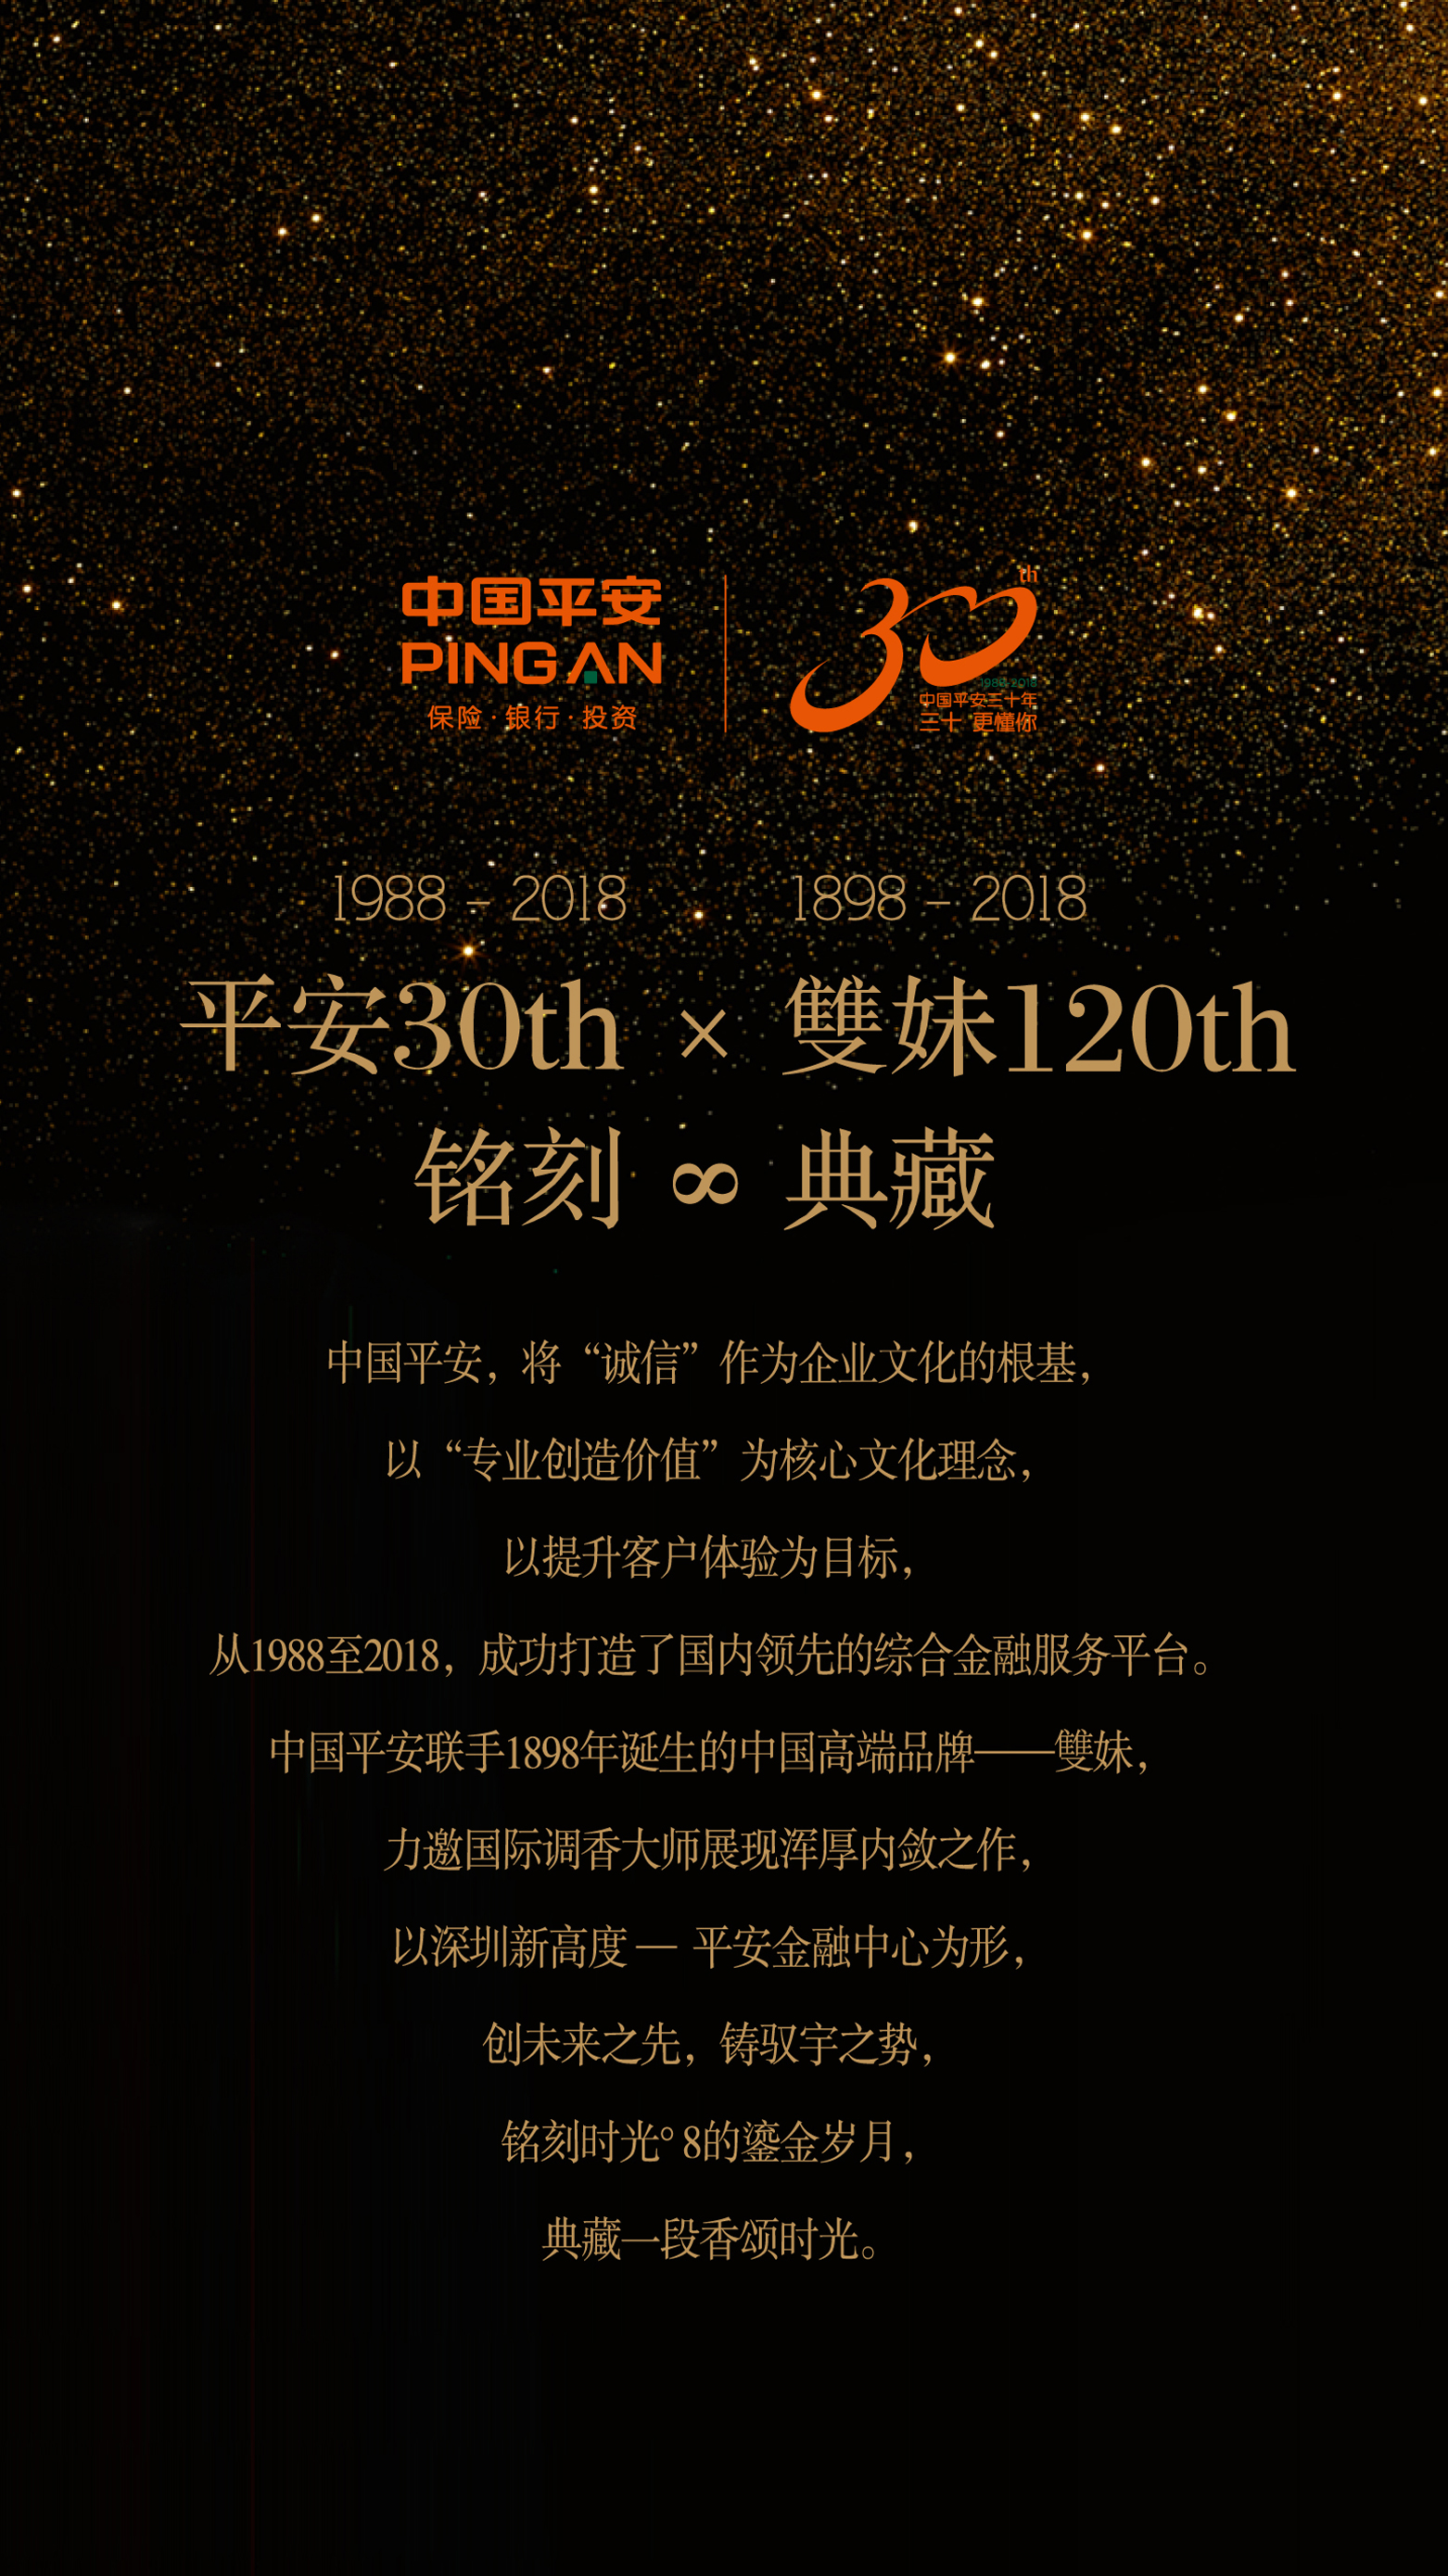 中国平安
PINGAN
保险·银行·投资
30th
1988-2018
中国平安三十年
三十 更懂你
1988 – 2018
1898 – 2018
平安30th × 雙妹120th
铭刻 ∞ 典藏
中国平安，将“诚信”作为企业文化的根基，
以“专业创造价值”为核心文化理念，
以提升客户体验为目标，
从1988至2018，成功打造了国内领先的综合金融服务平台。
中国平安联手1898年诞生的中国高端品牌——雙妹，
力邀国际调香大师展现浑厚内敛之作，
以深圳新高度 — 平安金融中心为形，
创未来之先，铸驭宇之势，
铭刻时光° 8的鎏金岁月，
典藏一段香颂时光。